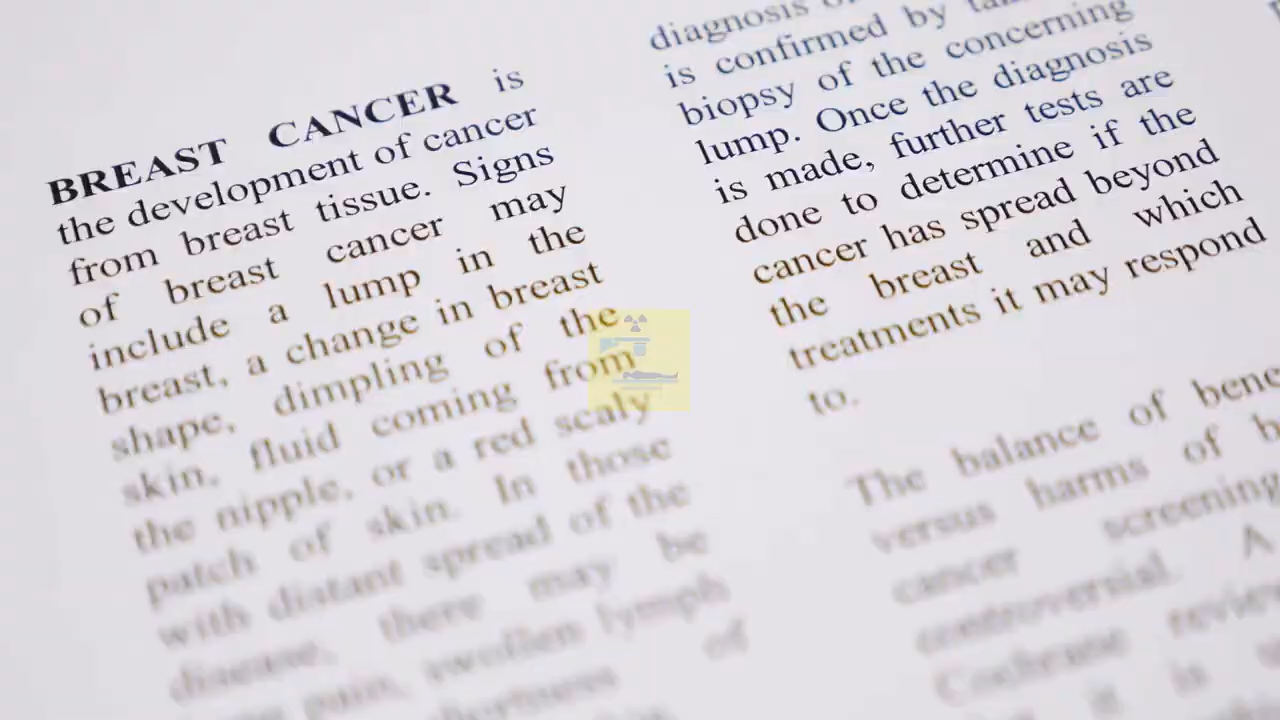 BREAST CANCER is
the development of cancer
from breast tissue. Signs
of breast cancer may
include a lump in the
breast, a change in breast
shape, dimpling of the
skin, fluid coming from
the nipple, or a red scaly
patch of skin. In those
with distant spread of the
disease, there may be
pain, swollen lymph
of
diagnosis
is confirmed by
biopsy of the concerning
lump. Once the diagnosis
is made, further tests are
done to determine if the
cancer has spread beyond
the breast and which
treatments it may respond
to.
The balance of
versus harms of
cancer screening
controversial. A
Cochrane
it is